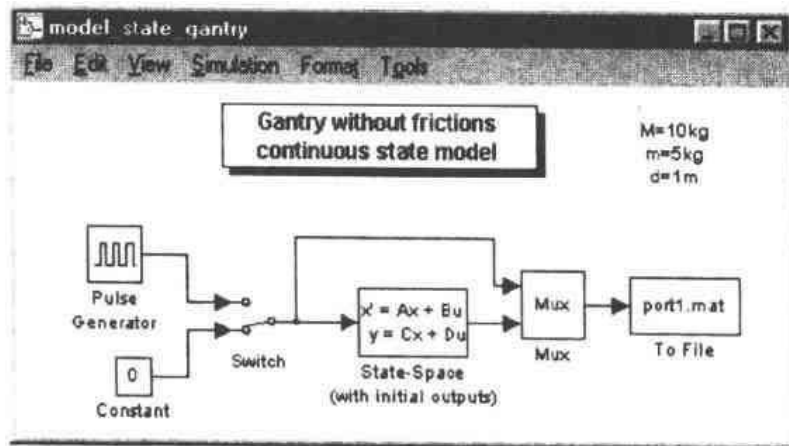 model state gantry
File Edit View Simulation Format Tools
Gantry without frictions
continuous state model
M=10kg
m=5kg
d=1m
Pulse
Generator
0
Constant
Switch
x' = Ax + Bu
y = Cx + Du
State-Space
(with initial outputs)
Mux
Mux
port1.mat
To File